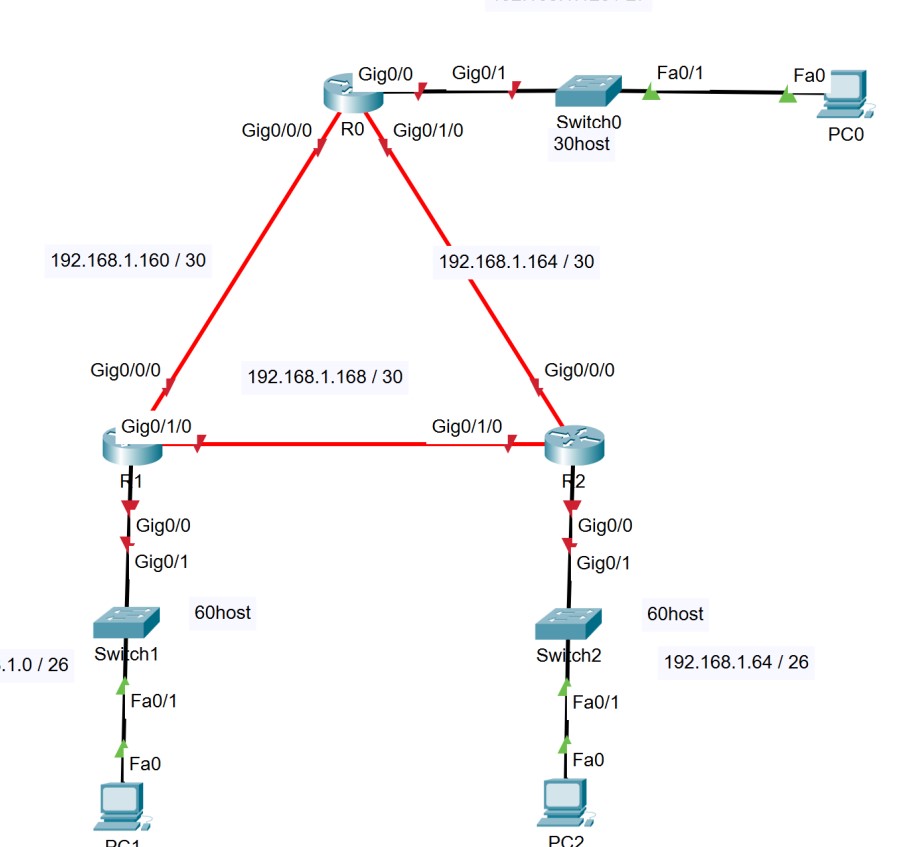 Gig0/0
Gig0/1
Fa0/1
Fa0
Gig0/0/0
R0
Gig0/1/0
Switch0
30host
PC0
192.168.1.160 / 30
192.168.1.164 / 30
Gig0/0/0
192.168.1.168 / 30
Gig0/0/0
Gig0/1/0
Gig0/1/0
R1
R2
Gig0/0
Gig0/0
Gig0/1
Gig0/1
60host
60host
Switch1
Switch2
.1.0 / 26
192.168.1.64 / 26
Fa0/1
Fa0/1
Fa0
Fa0
PC1
PC2